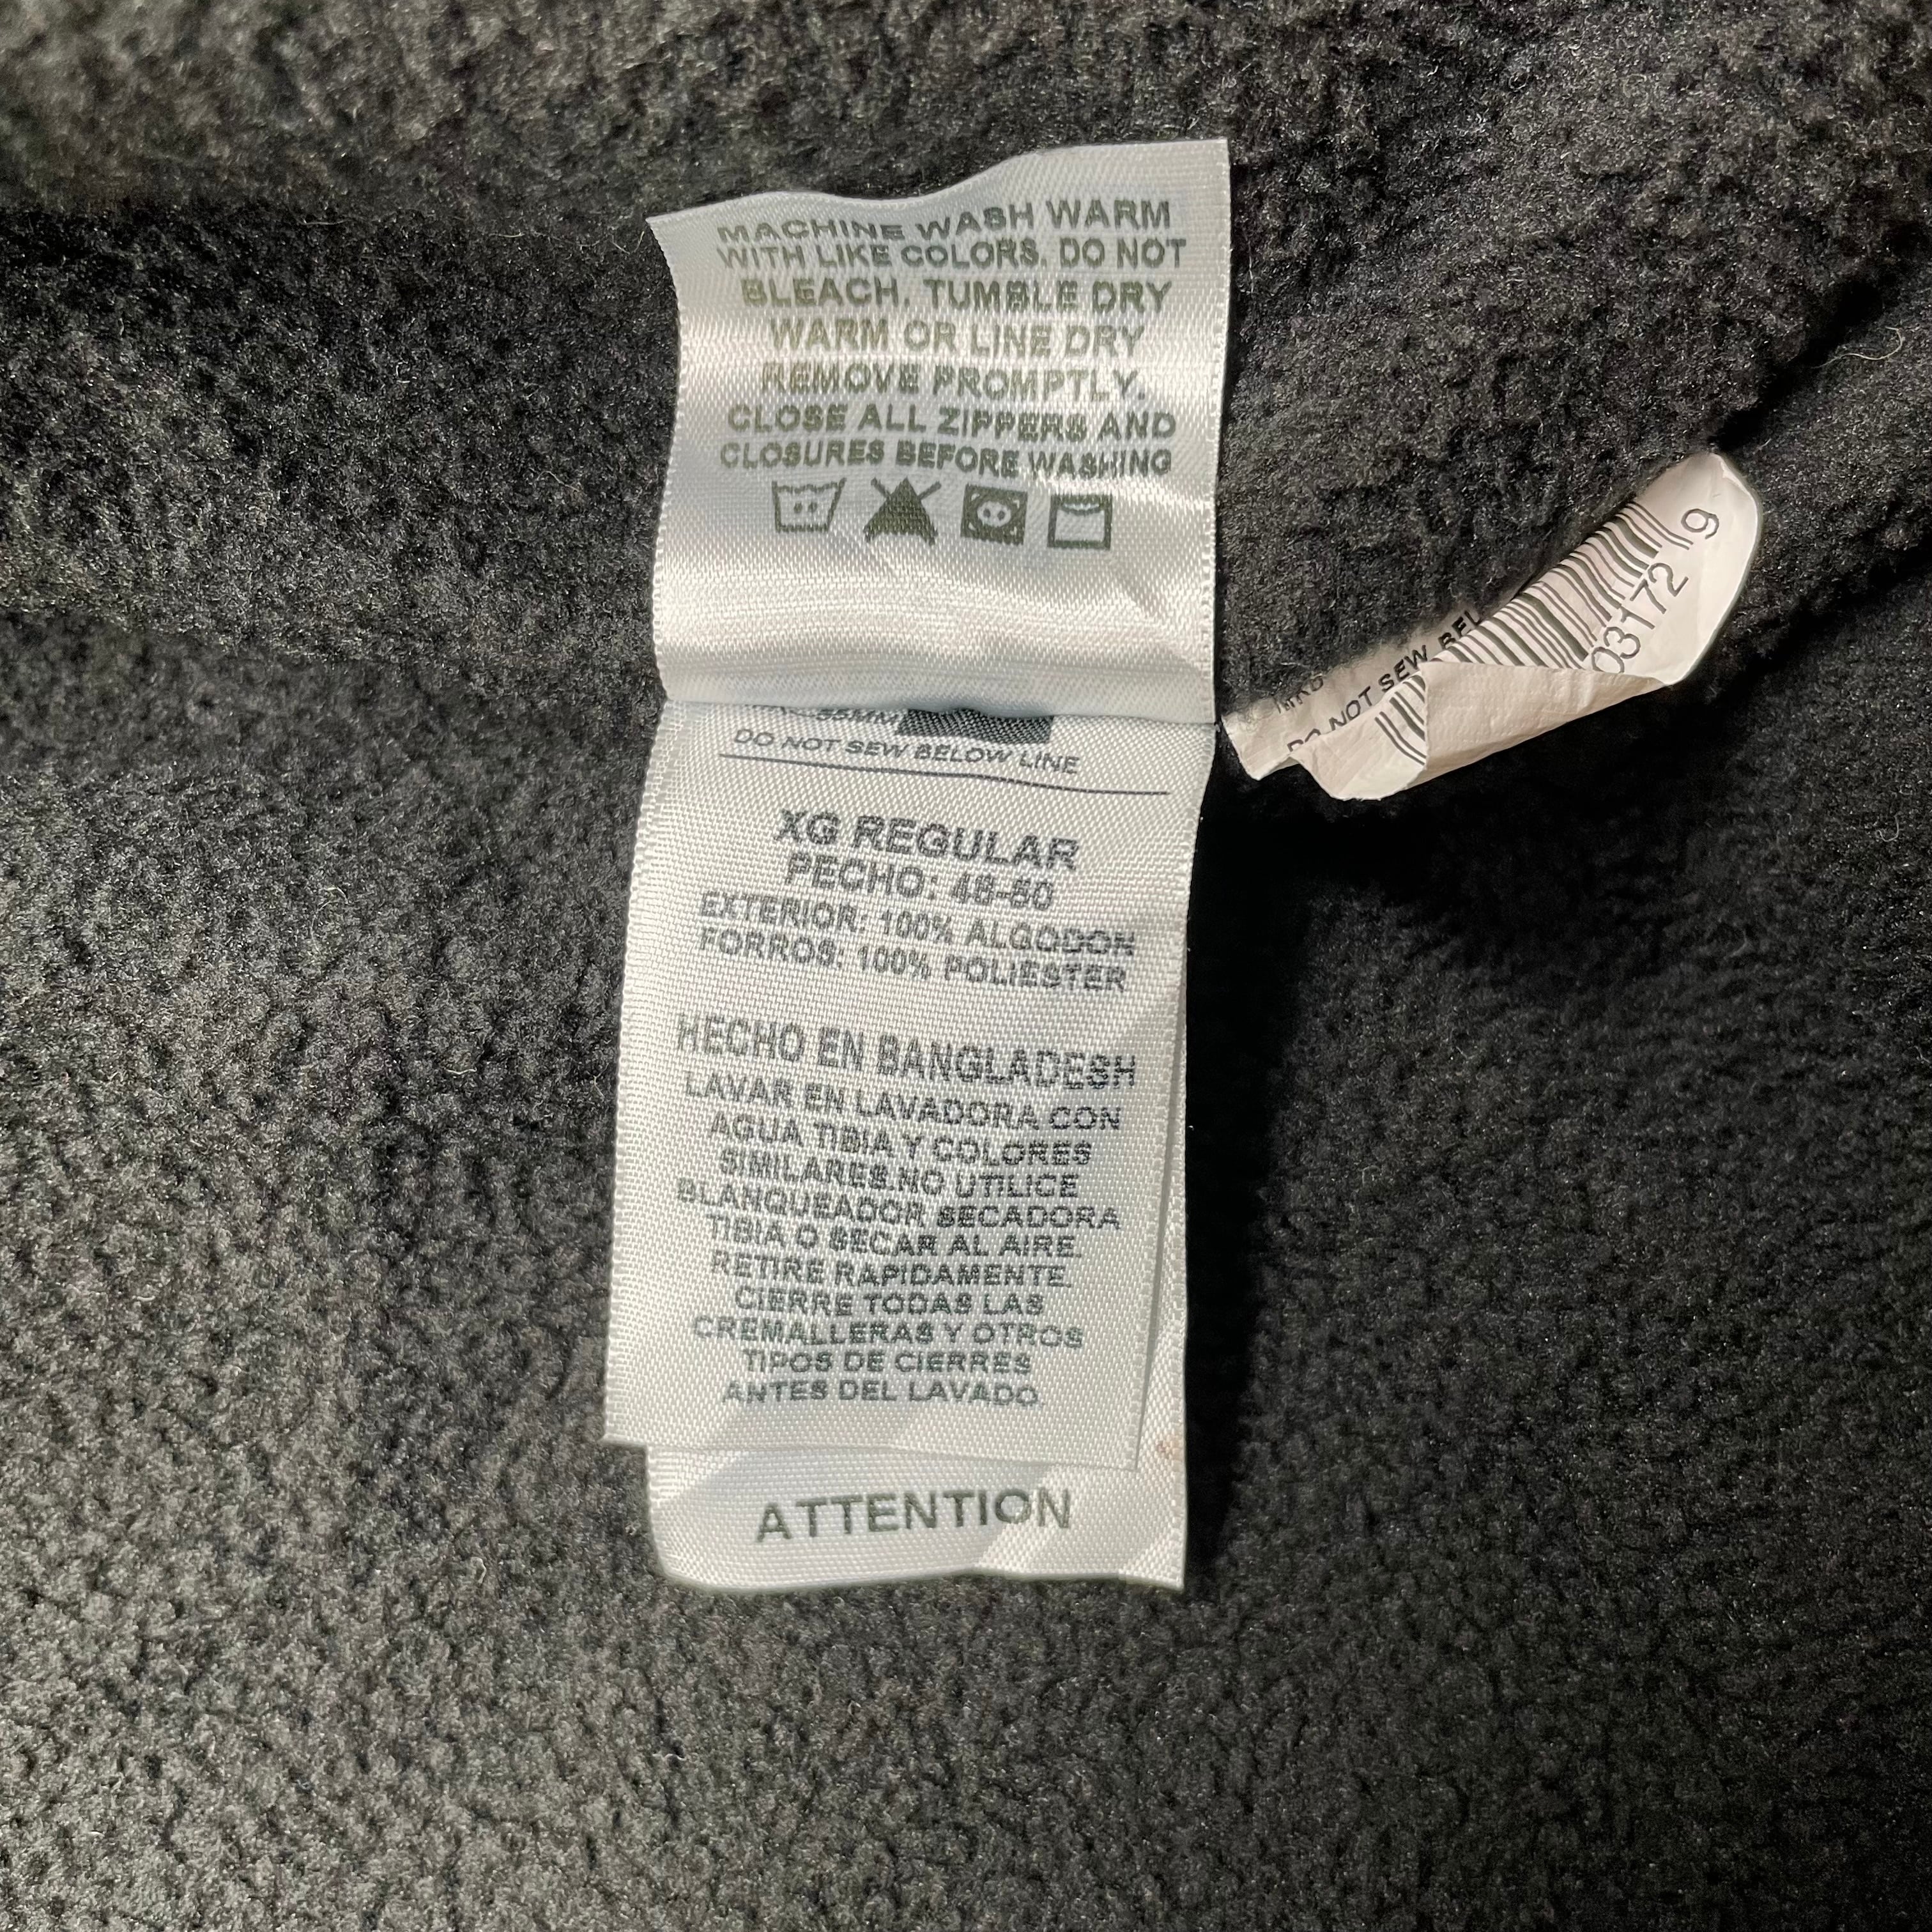 MACHINE WASH WARM
WITH LIKE COLORS. DO NOT
BLEACH. TUMBLE DRY
WARM OR LINE DRY
REMOVE PROMPTLY.
CLOSE ALL ZIPPERS AND
CLOSURES BEFORE WASHING
DO NOT SEW BELOW LINE
XG REGULAR
PECHO: 48-50
EXTERIOR: 100% ALGODON
FORROS: 100% POLIESTER
HECHO EN BANGLADESH
LAVAR EN LAVADORA CON
AGUA TIBIA Y COLORES
SIMILARES.NO UTILICE
BLANQUEADOR SECADORA
TIBIA O SECAR AL AIRE.
RETIRE RAPIDAMENTE.
CIERRE TODAS LAS
CREMALLERAS Y OTROS
TIPOS DE CIERRES
ANTES DEL LAVADO
ATTENTION
DO NOT SEW BEL
03172 9